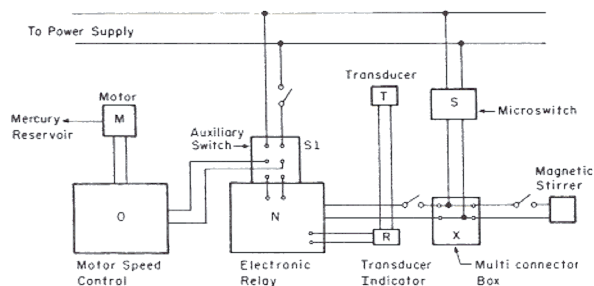 To Power Supply
Transducer
T
S
Microswitch
Motor
M
Mercury
Reservoir
Auxiliary
Switch
S1
Magnetic
Stirrer
O
N
R
X
Motor Speed
Control
Electronic
Relay
Transducer
Indicator
Multi connector
Box